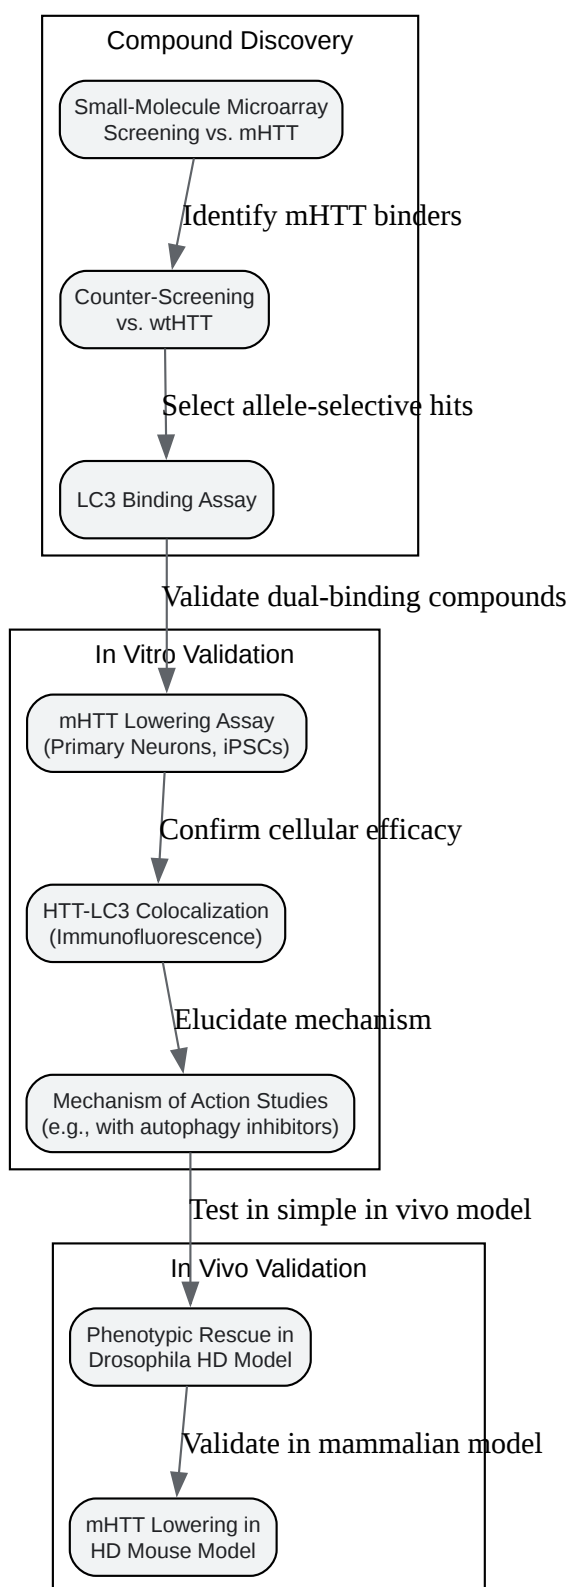 Compound Discovery
Small-Molecule Microarray
Screening vs. mHTT
Identify mHTT binders
Counter-Screening
vs. wtHTT
Select allele-selective hits
LC3 Binding Assay
Validate dual-binding compounds
In Vitro Validation
mHTT Lowering Assay
(Primary Neurons, iPSCs)
Confirm cellular efficacy
HTT-LC3 Colocalization
(Immunofluorescence)
Elucidate mechanism
Mechanism of Action Studies
(e.g., with autophagy inhibitors)
Test in simple in vivo model
In Vivo Validation
Phenotypic Rescue in
Drosophila HD Model
Validate in mammalian model
mHTT Lowering in
HD Mouse Model